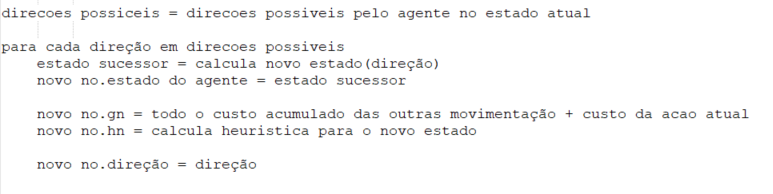 direcoes possiceis = direcoes possiveis pelo agente no estado atual
para cada direção em direcoes possiveis
estado sucessor = calcula novo estado(direção)
novo no.estado do agente = estado sucessor
novo no.gn = todo o custo acumulado das outras movimentação + custo da acao atual
novo no.hn = calcula heuristica para o novo estado
novo no.direção = direção